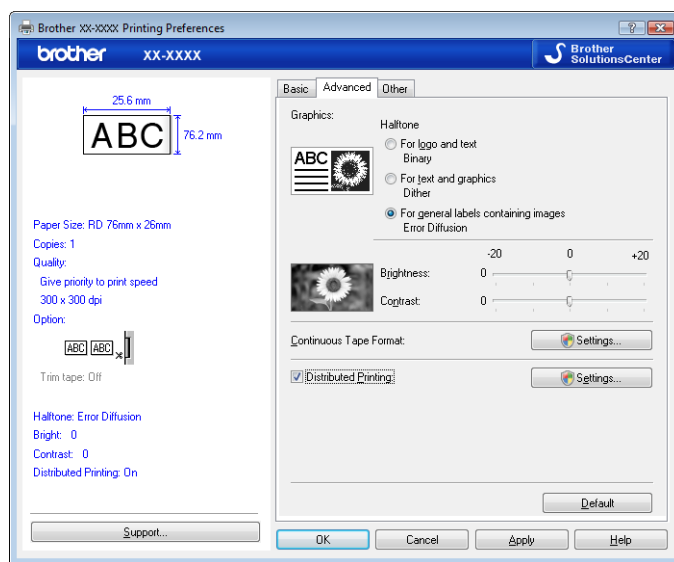 Brother XX-XXXX Printing Preferences
brother XX-XXXX
Brother
SolutionsCenter
25.6 mm
ABC
76.2 mm
Paper Size: RD 76mm x 26mm
Copies: 1
Quality:
Give priority to print speed
300 x 300 dpi
Option:
ABC ABC
Trim tape: Off
Halftone: Error Diffusion
Bright: 0
Contrast: 0
Distributed Printing: On
Support...
Basic Advanced Other
Graphics:
Halftone
ABC
For logo and text
Binary
For text and graphics
Dither
For general labels containing images
Error Diffusion
-20 0 +20
Brightness: 0
Contrast: 0
Continuous Tape Format: Settings...
Distributed Printing: Settings...
Default
OK Cancel Apply Help